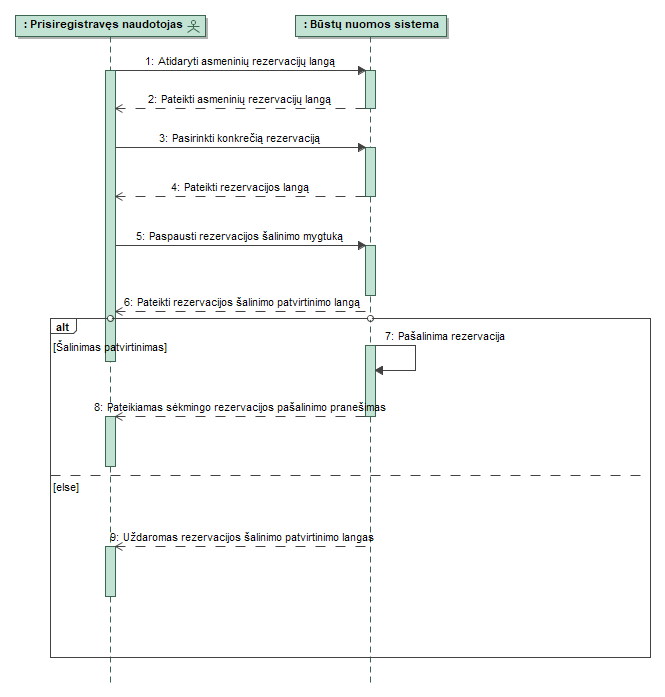 : Prisiregistravęs naudotojas
: Būstų nuomos sistema
1: Atidaryti asmeninių rezervacijų langą
2: Pateikti asmeninių rezervacijų langą
3: Pasirinkti konkrečią rezervaciją
4: Pateikti rezervacijos langą
5: Paspausti rezervacijos šalinimo mygtuką
6: Pateikti rezervacijos šalinimo patvirtinimo langą
alt
7: Pašalinima rezervacija
[Šalinimas patvirtinimas]
8: Pateikiamas sėkmingo rezervacijos pašalinimo pranešimas
[else]
9: Uždaromas rezervacijos šalinimo patvirtinimo langas